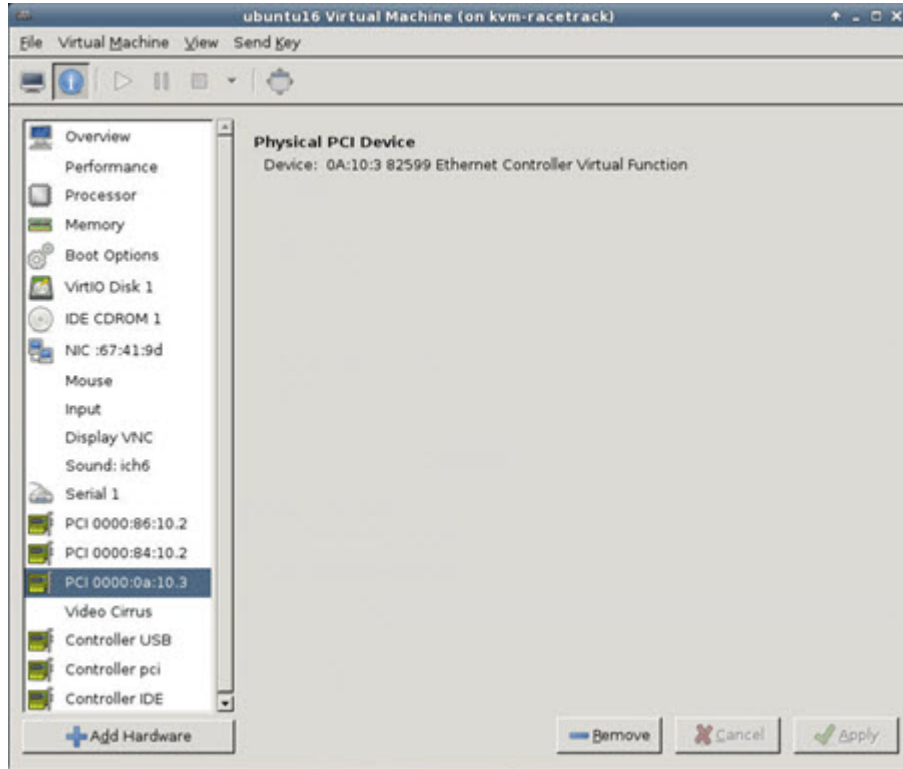 ubuntu16 Virtual Machine (on kvm-racetrack)
File Virtual Machine View Send Key
Overview
Performance
Processor
Memory
Boot Options
VirtIO Disk 1
IDE CDROM 1
NIC :67:41:9d
Mouse
Input
Display VNC
Sound: ich6
Serial 1
PCI 0000:86:10.2
PCI 0000:84:10.2
PCI 0000:0a:10.3
Video Cirrus
Controller USB
Controller pci
Controller IDE
Add Hardware
Physical PCI Device
Device: 0A:10:3 82599 Ethernet Controller Virtual Function
Remove Cancel Apply